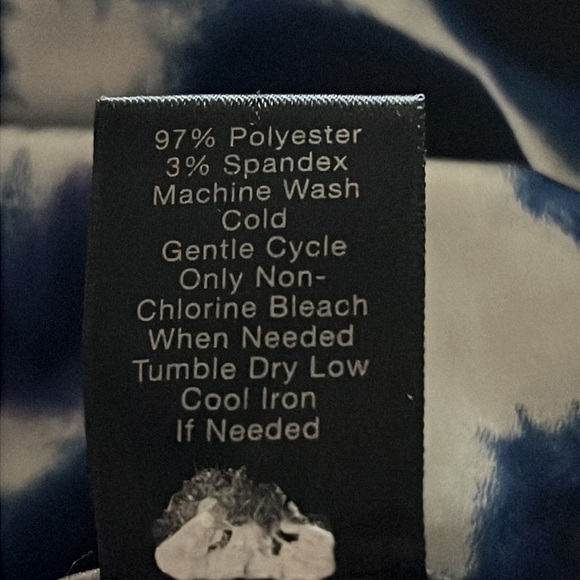 97% Polyester
3% Spandex
Machine Wash
Cold
Gentle Cycle
Only Non-
Chlorine Bleach
When Needed
Tumble Dry Low
Cool Iron
If Needed